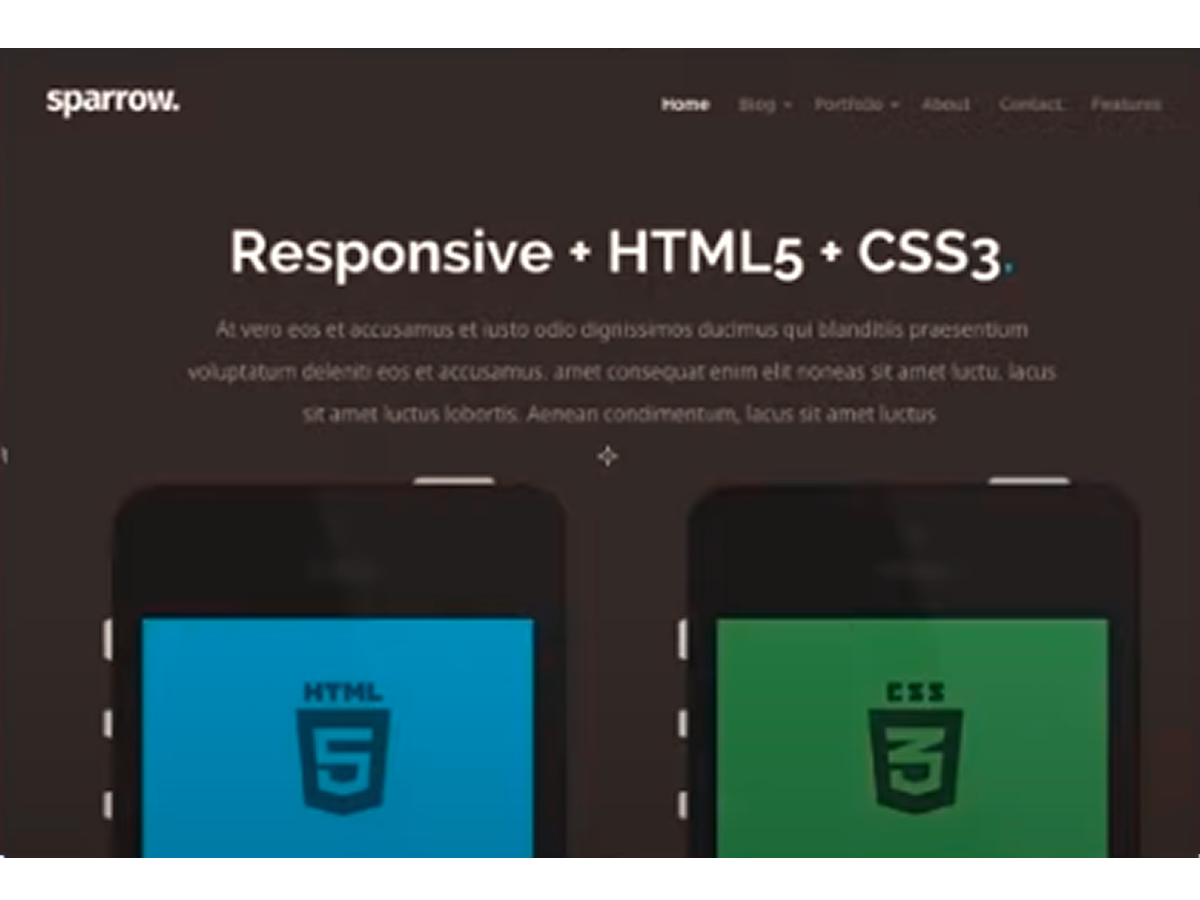 sparrow.
Home Blog Portfolio About Contact Features
Responsive + HTML5 + CSS3.
At vero eos et accusamus et iusto odio dignissimos ducimus qui blanditiis praesentium
voluptatum deleniti eos et accusamus. amet consequat enim elit noneas sit amet luctu. lacus
sit amet luctus lobortis. Aenean condimentum, lacus sit amet luctus
HTML
5
CSS
3